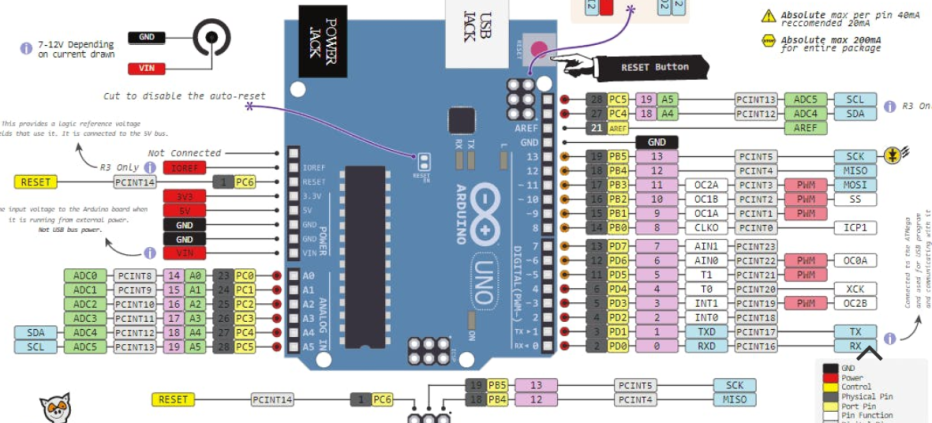 POWER JACK
USB JACK
RESET
Absolute max per pin 40mA
reccomended 20mA
Absolute max 200mA
for entire package
GND
VIN
7-12V Depending
on current drawn
RESET Button
Cut to disable the auto-reset
This provides a logic reference voltage
that use it. It is connected to the 5V bus.
Not Connected
R3 Only IOREF
RESET PCINT14 1 PC6
3V3
5V
GND
GND
VIN
input voltage to the Arduino board when
it is running from external power.
Not USB bus power.
ADC0 PCINT8 14 A0 23 PC0
ADC1 PCINT9 15 A1 24 PC1
ADC2 PCINT10 16 A2 25 PC2
ADC3 PCINT11 17 A3 26 PC3
SDA ADC4 PCINT12 18 A4 27 PC4
SCL ADC5 PCINT13 19 A5 28 PC5
IOREF
RESET
3.3V
5V
GND
GND
VIN
POWER
A0
A1
A2
A3
A4
A5
ANALOG IN
RESET EN
RX
TX
L
ARDUINO
UNO
ON
ICSP
AREF
GND
13
12
~11
~10
~9
8
7
~6
~5
4
~3
2
TX 1
RX 0
DIGITAL(PWM~)
28 PC5 19 A5 PCINT13 ADC5 SCL
27 PC4 18 A4 PCINT12 ADC4 SDA
R3 On
21 AREF AREF
GND
19 PB5 13 PCINT5 SCK
18 PB4 12 PCINT4 MISO
17 PB3 11 OC2A PCINT3 PWM MOSI
16 PB2 10 OC1B PCINT2 PWM SS
15 PB1 9 OC1A PCINT1 PWM
14 PB0 8 CLKO PCINT0 ICP1
13 PD7 7 AIN1 PCINT23
12 PD6 6 AIN0 PCINT22 PWM OC0A
11 PD5 5 T1 PCINT21 PWM
6 PD4 4 T0 PCINT20 XCK
5 PD3 3 INT1 PCINT19 PWM OC2B
4 PD2 2 INT0 PCINT18
3 PD1 1 TXD PCINT17 TX
2 PD0 0 RXD PCINT16 RX
Connected to the ATMega
and used for USB program
and communicating with it
GND
Power
Control
Physical Pin
Port Pin
Pin Function
RESET PCINT14 1 PC6
19 PB5 13 PCINT5 SCK
18 PB4 12 PCINT4 MISO